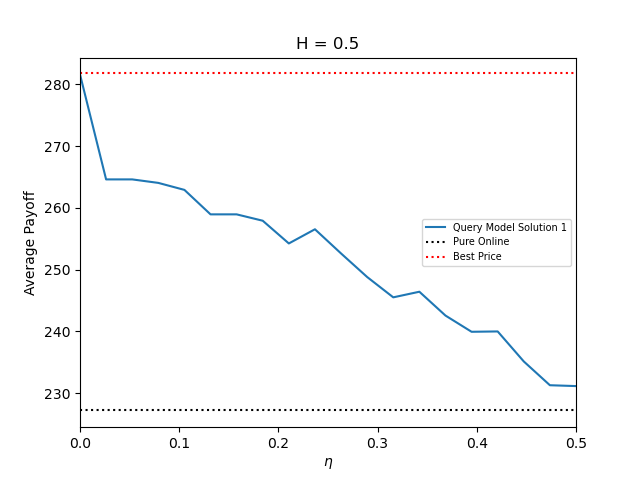 H = 0.5
Average Payoff
280
270
260
250
240
230
Query Model Solution 1
Pure Online
Best Price
0.0 0.1 0.2 0.3 0.4 0.5
η